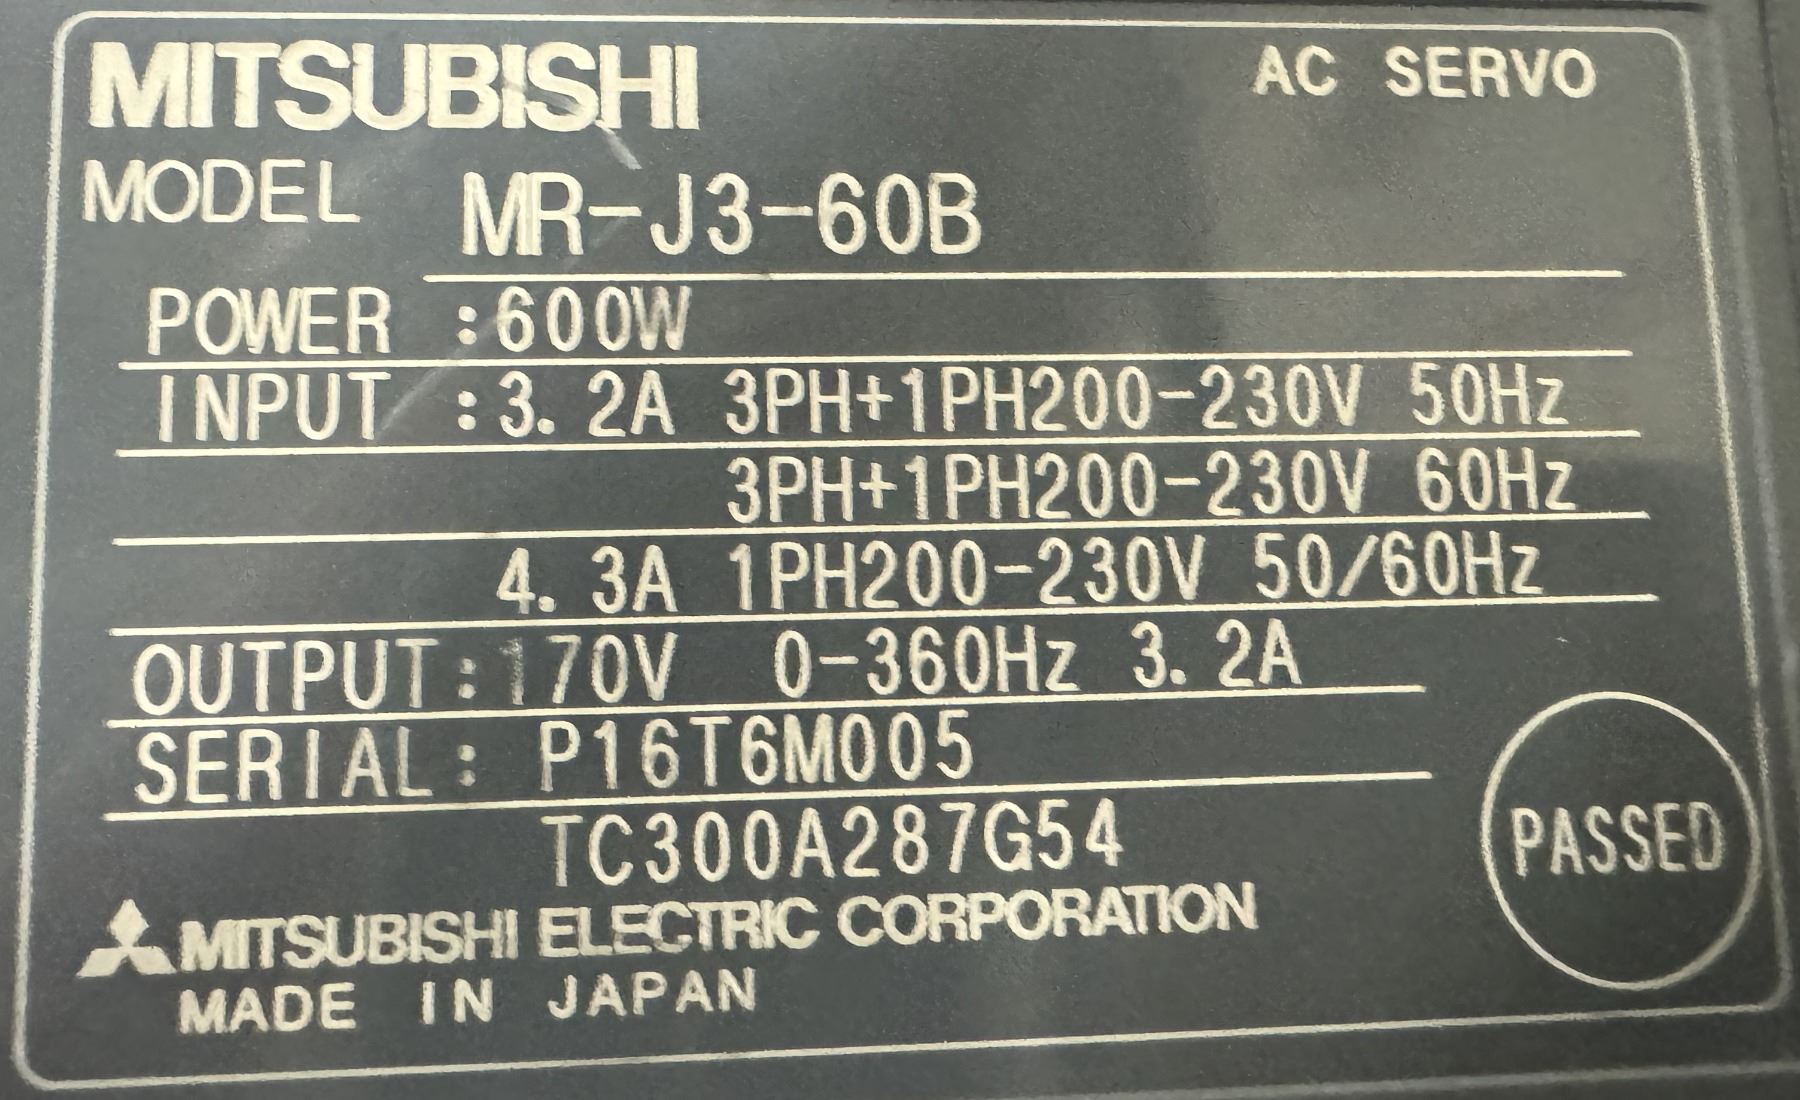 MITSUBISHI AC SERVO
MODEL MR-J3-60B
POWER :600W
INPUT :3.2A 3PH+1PH200-230V 50Hz
3PH+1PH200-230V 60Hz
4.3A 1PH200-230V 50/60Hz
OUTPUT:170V 0-360Hz 3.2A
SERIAL: P16T6M005
TC300A287G54
PASSED
MITSUBISHI ELECTRIC CORPORATION
MADE IN JAPAN